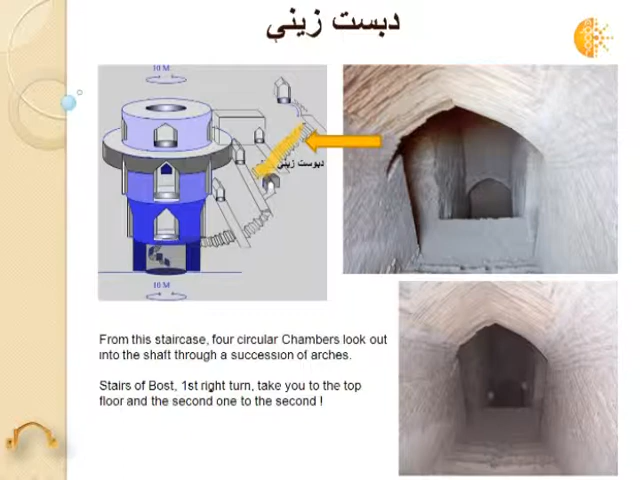 دبست زينې
10 M
دبوست زينې
10 M
From this staircase, four circular Chambers look out
into the shaft through a succession of arches.
Stairs of Bost, 1st right turn, take you to the top
floor and the second one to the second !